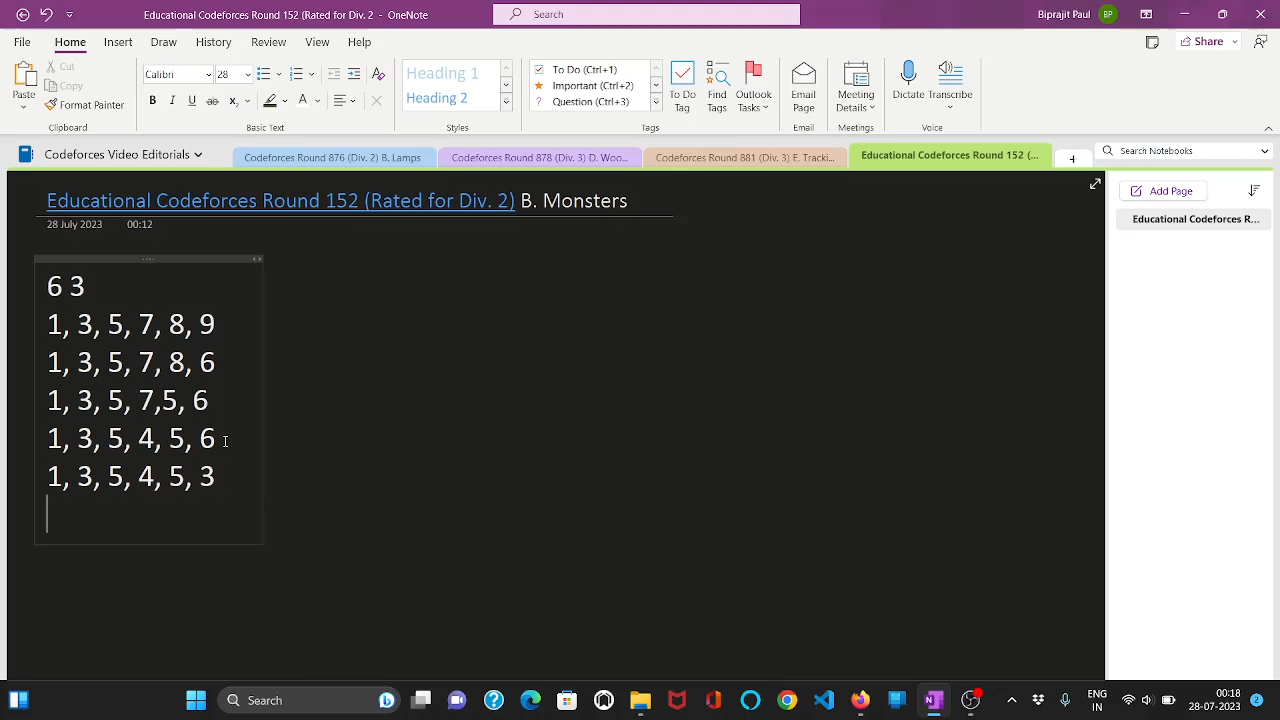 Educational Codeforces Round 152 (Rated for Div. 2 - OneNote
Search
Biprajit Paul
BP
File Home Insert Draw History Review View Help
Share
Paste
Cut
Copy
Format Painter
Clipboard
Calibri 28
B I U ab x₂ A
Basic Text
Heading 1
Heading 2
Styles
To Do (Ctrl+1)
Important (Ctrl+2)
? Question (Ctrl+3)
To Do Tag
Find Tags
Outlook Tasks
Tags
Email Page
Email
Meeting Details
Meetings
Dictate
Transcribe
Voice
Codeforces Video Editorials
Codeforces Round 876 (Div. 2) B. Lamps
Codeforces Round 878 (Div. 3) D. Woo...
Codeforces Round 881 (Div. 3) E. Tracki...
Educational Codeforces Round 152 (...
+
Search Notebooks
Educational Codeforces Round 152 (Rated for Div. 2) B. Monsters
28 July 2023 00:12
Add Page
Educational Codeforces R...
6 3
1, 3, 5, 7, 8, 9
1, 3, 5, 7, 8, 6
1, 3, 5, 7,5, 6
1, 3, 5, 4, 5, 6
1, 3, 5, 4, 5, 3
Search
ENG
IN
00:18
28-07-2023
2